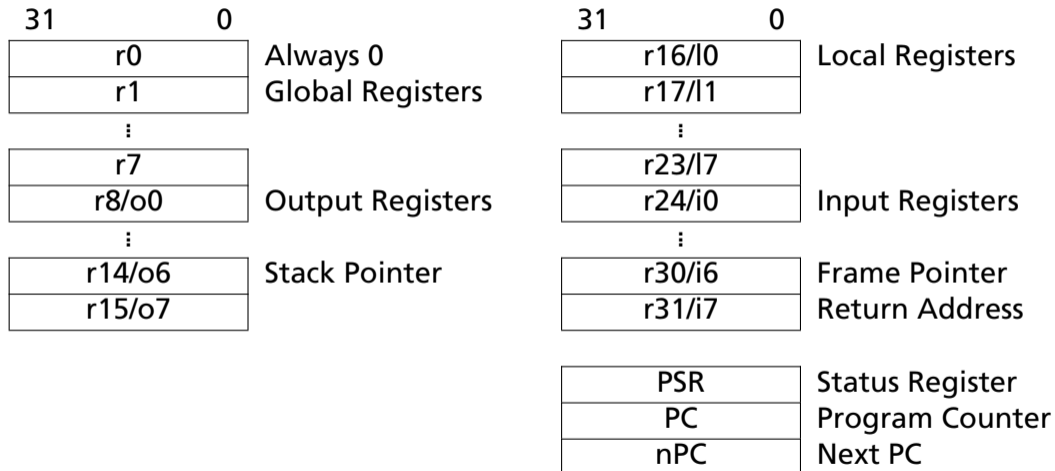 31 0
r0 Always 0
r1 Global Registers
⋮
r7
r8/o0 Output Registers
⋮
r14/o6 Stack Pointer
r15/o7
31 0
r16/l0 Local Registers
r17/l1
⋮
r23/l7
r24/i0 Input Registers
⋮
r30/i6 Frame Pointer
r31/i7 Return Address
PSR Status Register
PC Program Counter
nPC Next PC